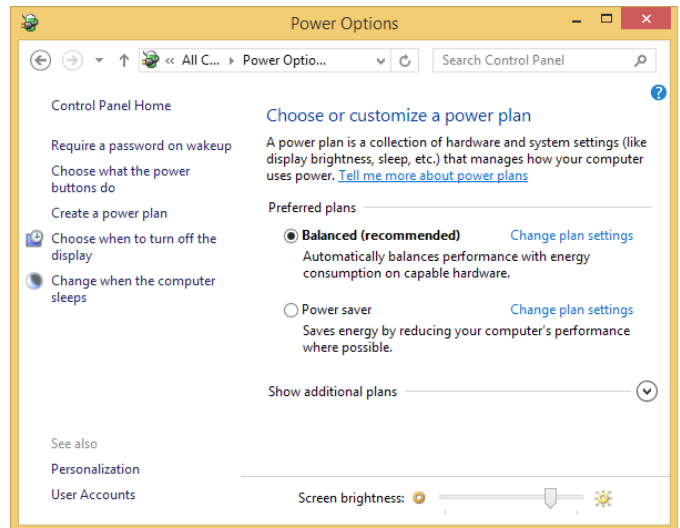 Power Options
« All C... Power Optio...
Search Control Panel
Control Panel Home
Require a password on wakeup
Choose what the power
buttons do
Create a power plan
Choose when to turn off the
display
Change when the computer
sleeps
See also
Personalization
User Accounts
Choose or customize a power plan
A power plan is a collection of hardware and system settings (like
display brightness, sleep, etc.) that manages how your computer
uses power. Tell me more about power plans
Preferred plans
Balanced (recommended) Change plan settings
Automatically balances performance with energy
consumption on capable hardware.
Power saver Change plan settings
Saves energy by reducing your computer's performance
where possible.
Show additional plans
Screen brightness: